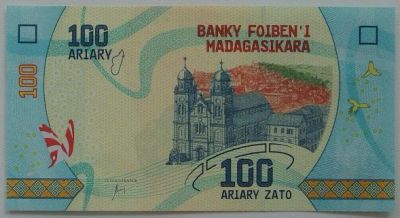 100
ARIARY
BANKY FOIBEN'I
MADAGASIKARA
100
100
ARIARY ZATO